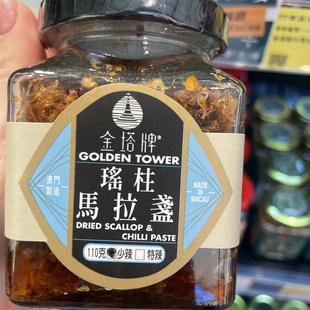 金塔牌®
GOLDEN TOWER
瑤柱
馬拉盞
DRIED SCALLOP &
CHILLI PASTE
110克 少辣 特辣
澳門
製造
MADE
IN
MACAU